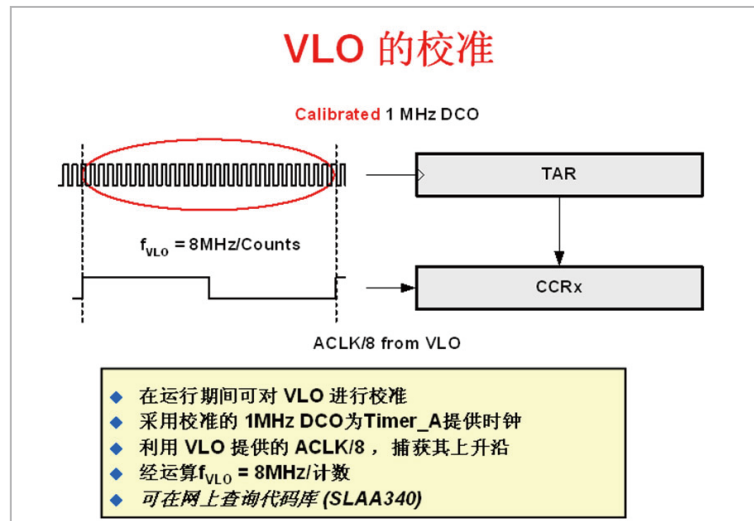 VLO 的校准
Calibrated 1 MHz DCO
TAR
f_VLO = 8MHz/Counts
CCRx
ACLK/8 from VLO
在运行期间可对 VLO 进行校准
采用校准的 1MHz DCO为Timer_A提供时钟
利用 VLO 提供的 ACLK/8 ，捕获其上升沿
经运算f_VLO = 8MHz/计数
可在网上查询代码库 (SLAA340)